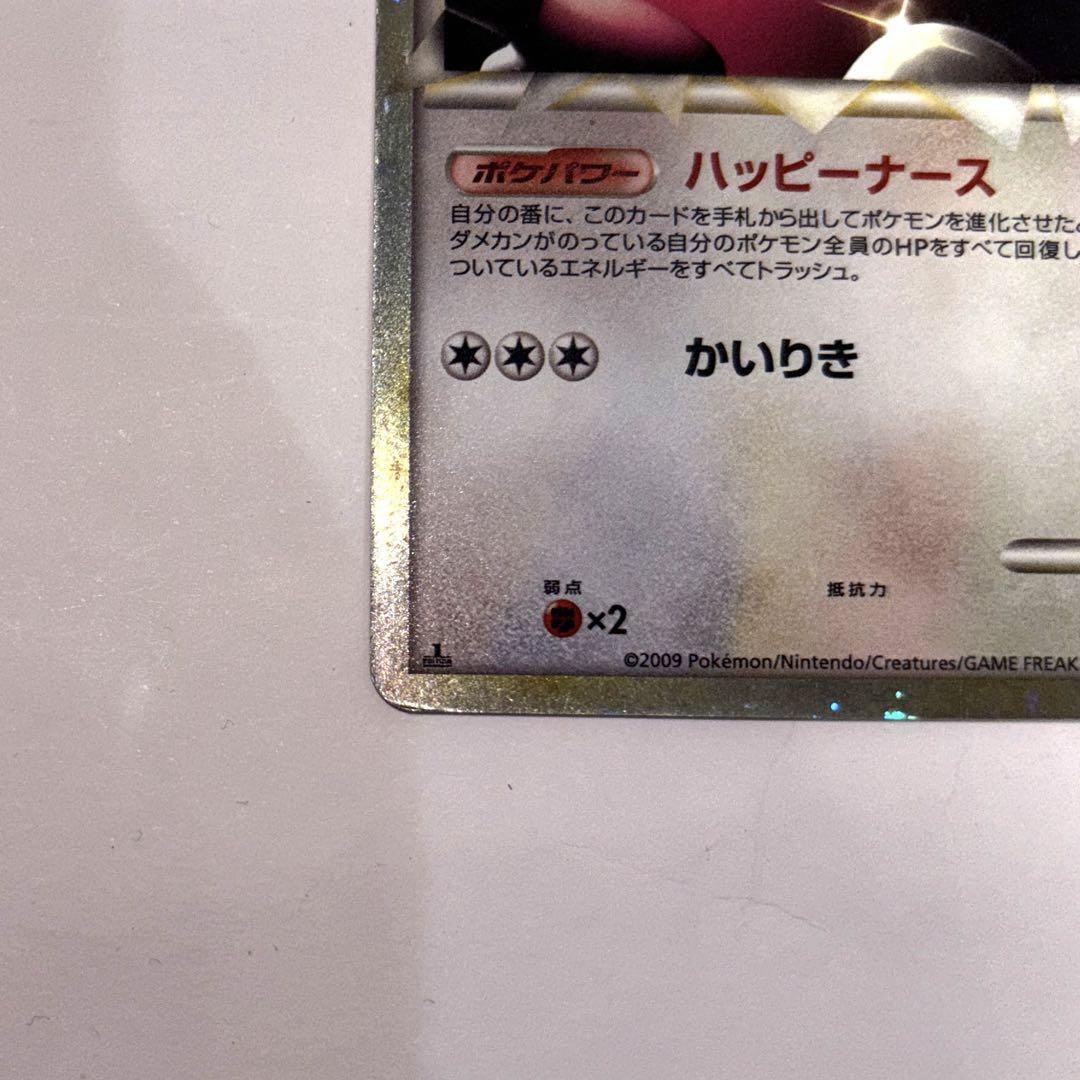 ポケパワー ハッピーナース
自分の番に、このカードを手札から出してポケモンを進化させた
ダメカンがのっている自分のポケモン全員のHPをすべて回復し
ついているエネルギーをすべてトラッシュ。
かいりき
弱点 抵抗力
×2
1 EDITION
©2009 Pokémon/Nintendo/Creatures/GAME FREAK